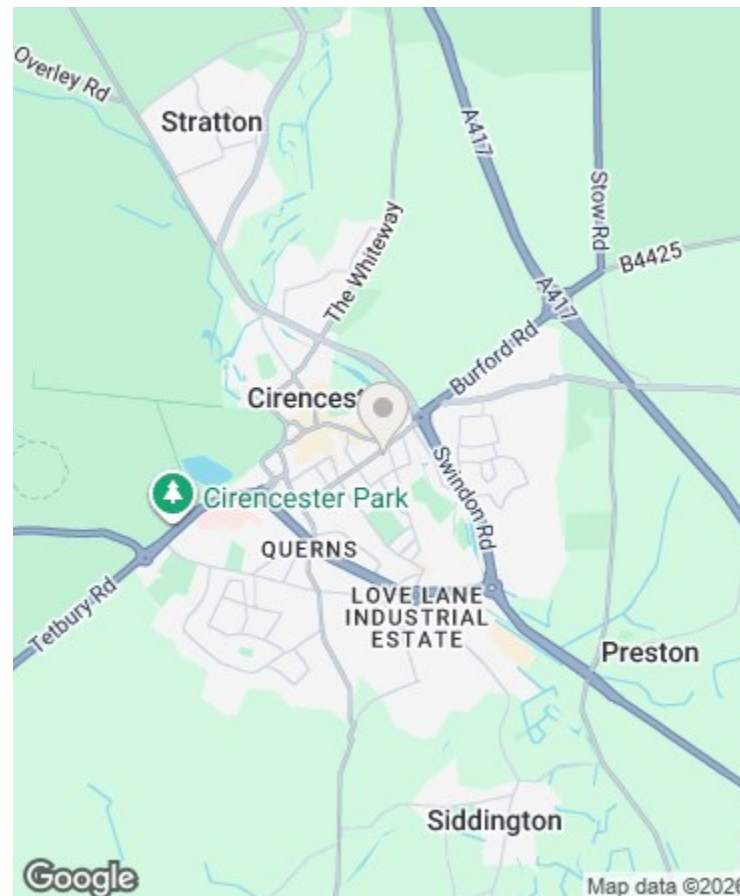 Overley Rd
Stratton
A417
Stow Rd
B4425
The Whiteway
A417
Burford Rd
Cirencest
Swindon Rd
Cirencester Park
QUERNS
Tetbury Rd
LOVE LANE
INDUSTRIAL
ESTATE
Preston
Siddington
Google
Map data ©2026